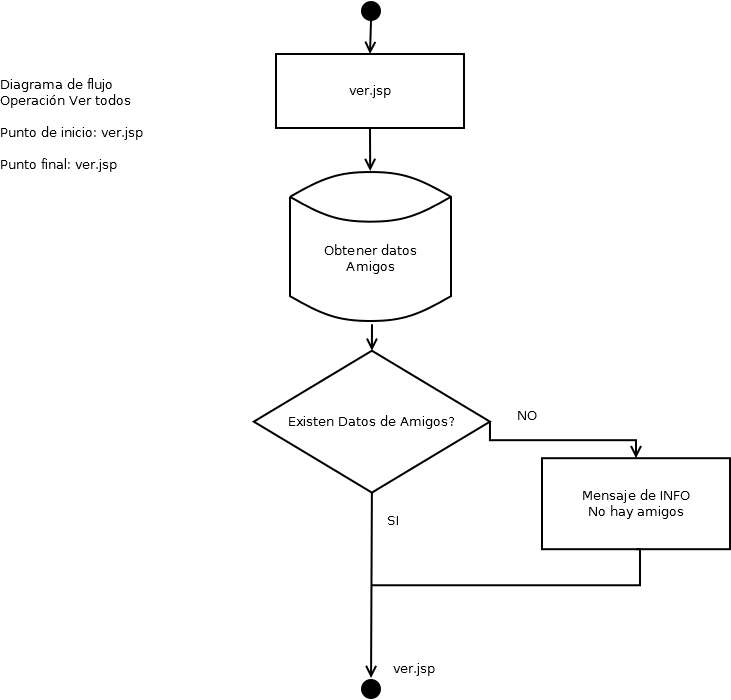 Diagrama de flujo
Operación Ver todos
Punto de inicio: ver.jsp
Punto final: ver.jsp
ver.jsp
Obtener datos
Amigos
Existen Datos de Amigos?
NO
Mensaje de INFO
No hay amigos
SI
ver.jsp